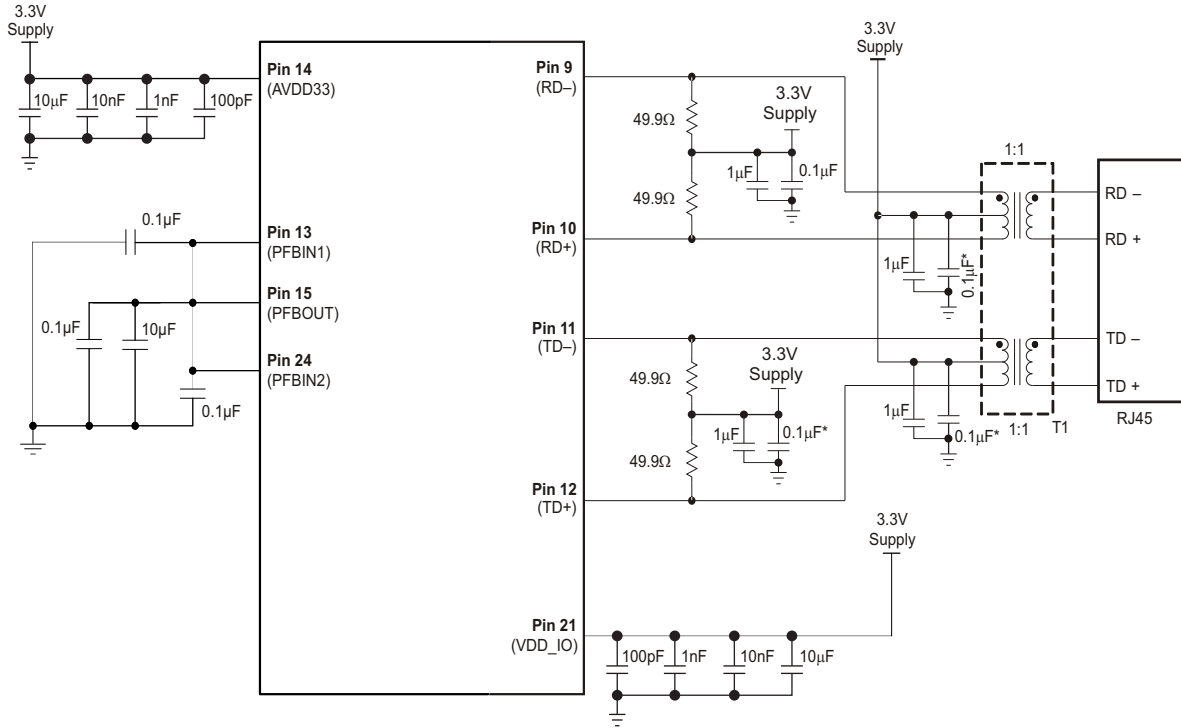 3.3V
Supply
10µF
10nF
1nF
100pF
Pin 14
(AVDD33)
0.1µF
Pin 13
(PFBIN1)
Pin 15
(PFBOUT)
0.1µF
10µF
Pin 24
(PFBIN2)
0.1µF
Pin 9
(RD–)
49.9Ω
3.3V
Supply
1µF
0.1µF
49.9Ω
Pin 10
(RD+)
Pin 11
(TD–)
49.9Ω
3.3V
Supply
1µF
0.1µF*
49.9Ω
Pin 12
(TD+)
3.3V
Supply
1:1
RD –
RD +
1µF
0.1µF*
TD –
TD +
1µF
0.1µF*
1:1
T1
RJ45
3.3V
Supply
Pin 21
(VDD_IO)
100pF
1nF
10nF
10µF